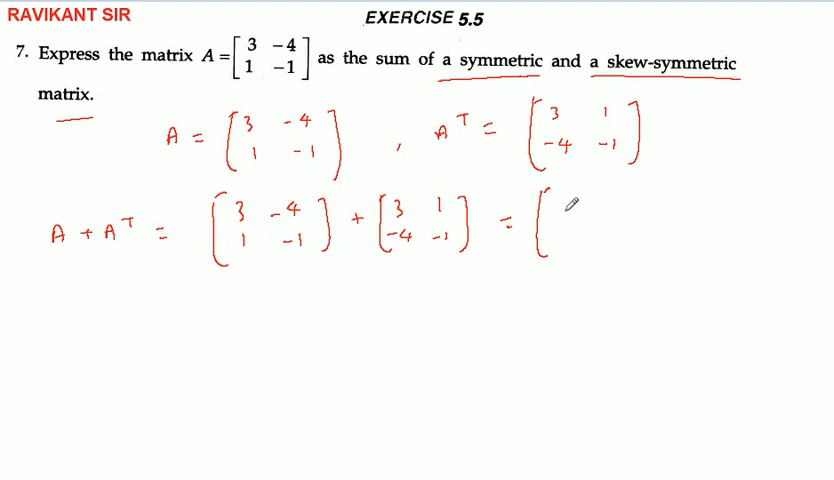 RAVIKANT SIR
EXERCISE 5.5
7. Express the matrix A = [3 -4; 1 -1] as the sum of a symmetric and a skew-symmetric
matrix.
A = [3 -4; 1 -1] , A^T = [3 1; -4 -1]
A + A^T = [3 -4; 1 -1] + [3 1; -4 -1] = [